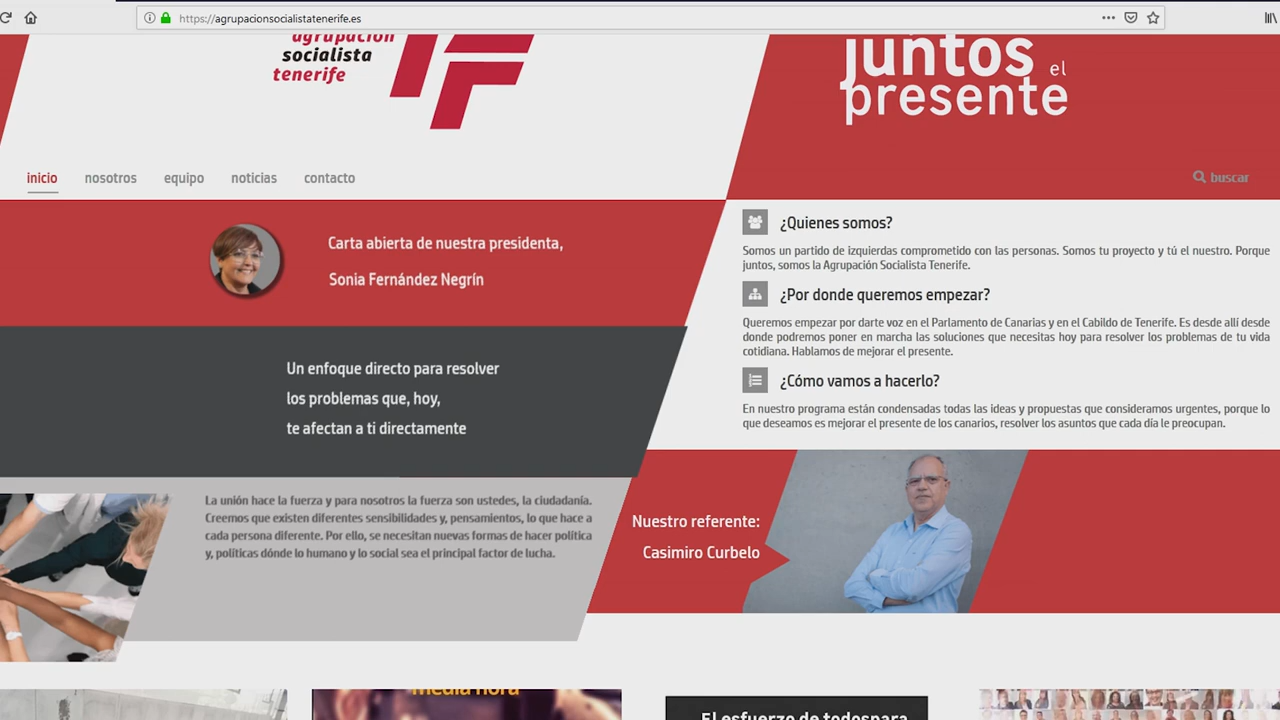 https://agrupacionsocialistatenerife.es
agrupación
socialista
tenerife
juntos el
presente
inicio
nosotros
equipo
noticias
contacto
buscar
Carta abierta de nuestra presidenta,
Sonia Fernández Negrín
Un enfoque directo para resolver
los problemas que, hoy,
te afectan a ti directamente
La unión hace la fuerza y para nosotros la fuerza son ustedes, la ciudadanía.
Creemos que existen diferentes sensibilidades y, pensamientos, lo que hace a
cada persona diferente. Por ello, se necesitan nuevas formas de hacer política
y, políticas dónde lo humano y lo social sea el principal factor de lucha.
¿Quienes somos?
Somos un partido de izquierdas comprometido con las personas. Somos tu proyecto y tú el nuestro. Porque
juntos, somos la Agrupación Socialista Tenerife.
¿Por donde queremos empezar?
Queremos empezar por darte voz en el Parlamento de Canarias y en el Cabildo de Tenerife. Es desde allí desde
donde podremos poner en marcha las soluciones que necesitas hoy para resolver los problemas de tu vida
cotidiana. Hablamos de mejorar el presente.
¿Cómo vamos a hacerlo?
En nuestro programa están condensadas todas las ideas y propuestas que consideramos urgentes, porque lo
que deseamos es mejorar el presente de los canarios, resolver los asuntos que cada día le preocupan.
Nuestro referente:
Casimiro Curbelo
media hora
El esfuerzo de todospara